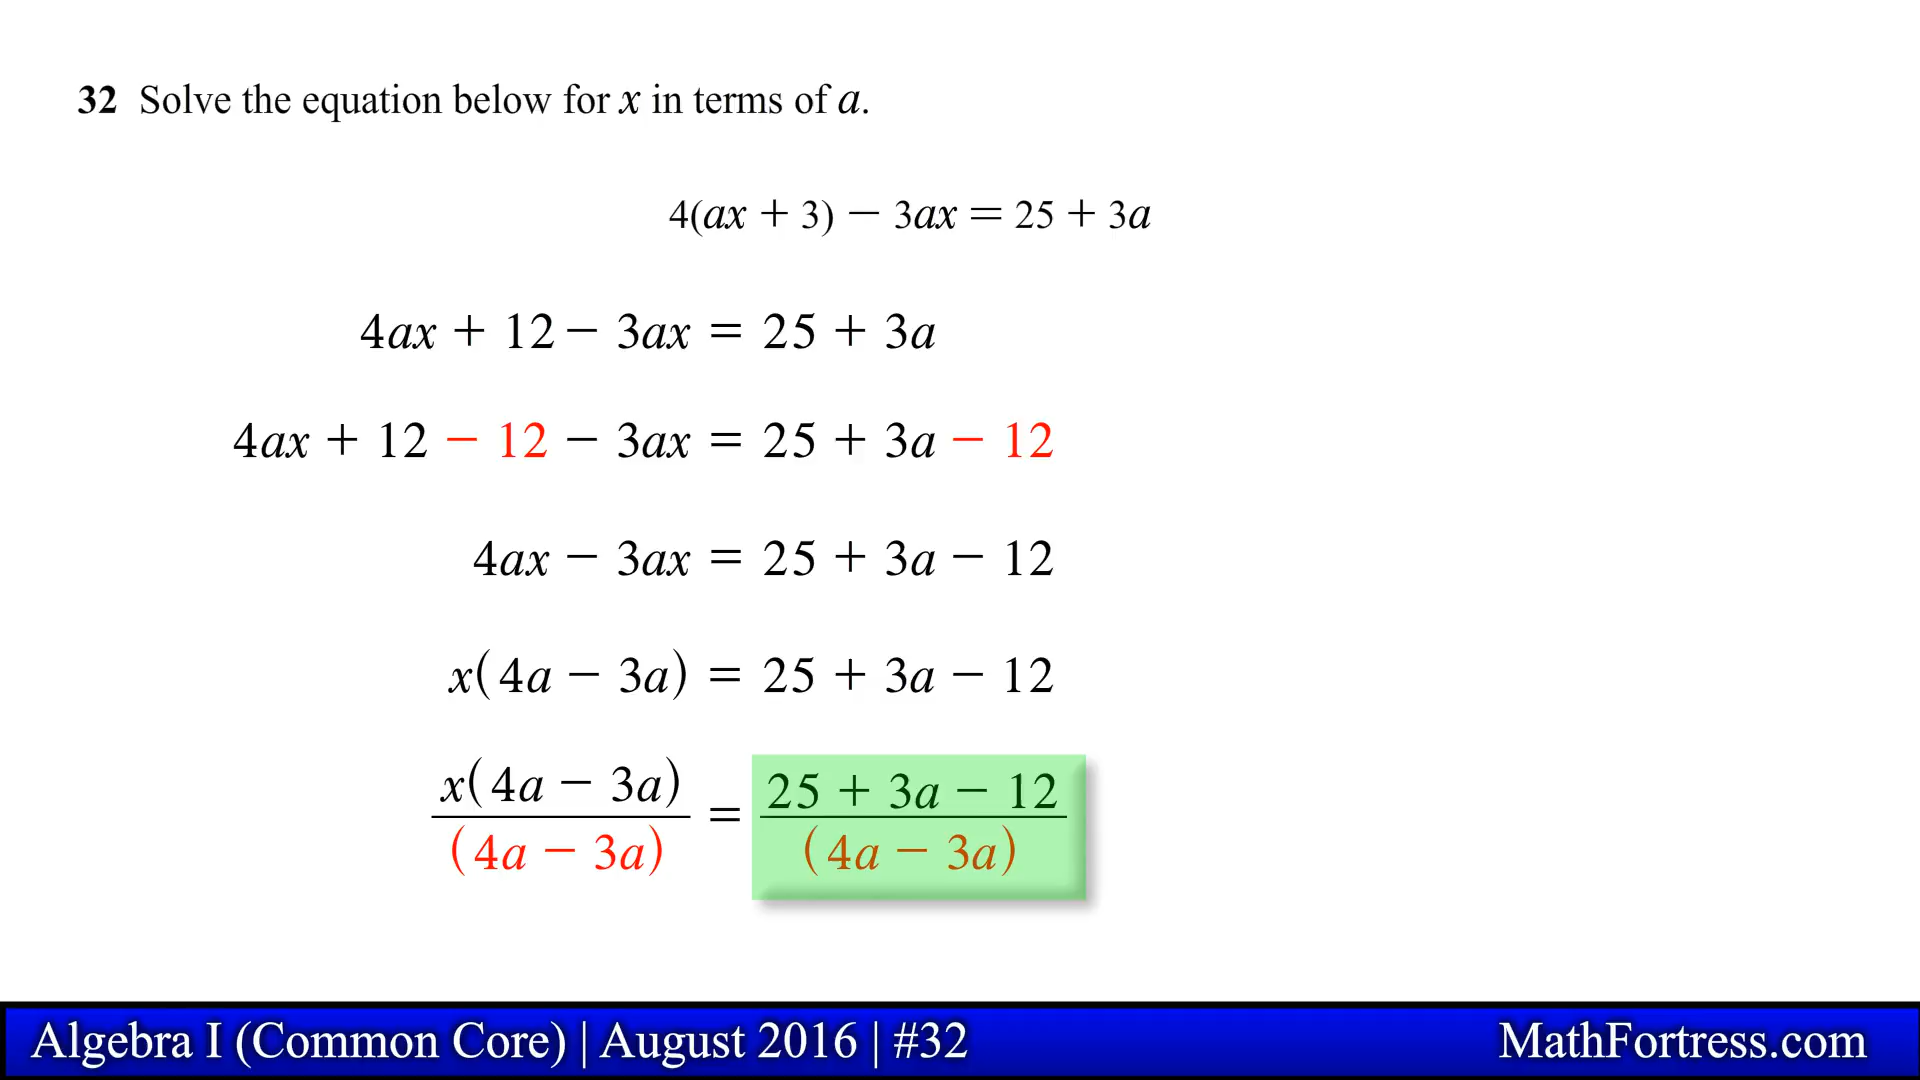 32 Solve the equation below for x in terms of a.
4(ax + 3) − 3ax = 25 + 3a
4ax + 12 − 3ax = 25 + 3a
4ax + 12 − 12 − 3ax = 25 + 3a − 12
4ax − 3ax = 25 + 3a − 12
x(4a − 3a) = 25 + 3a − 12
x(4a − 3a) = 25 + 3a − 12
(4a − 3a) (4a − 3a)
Algebra I (Common Core) | August 2016 | #32
MathFortress.com